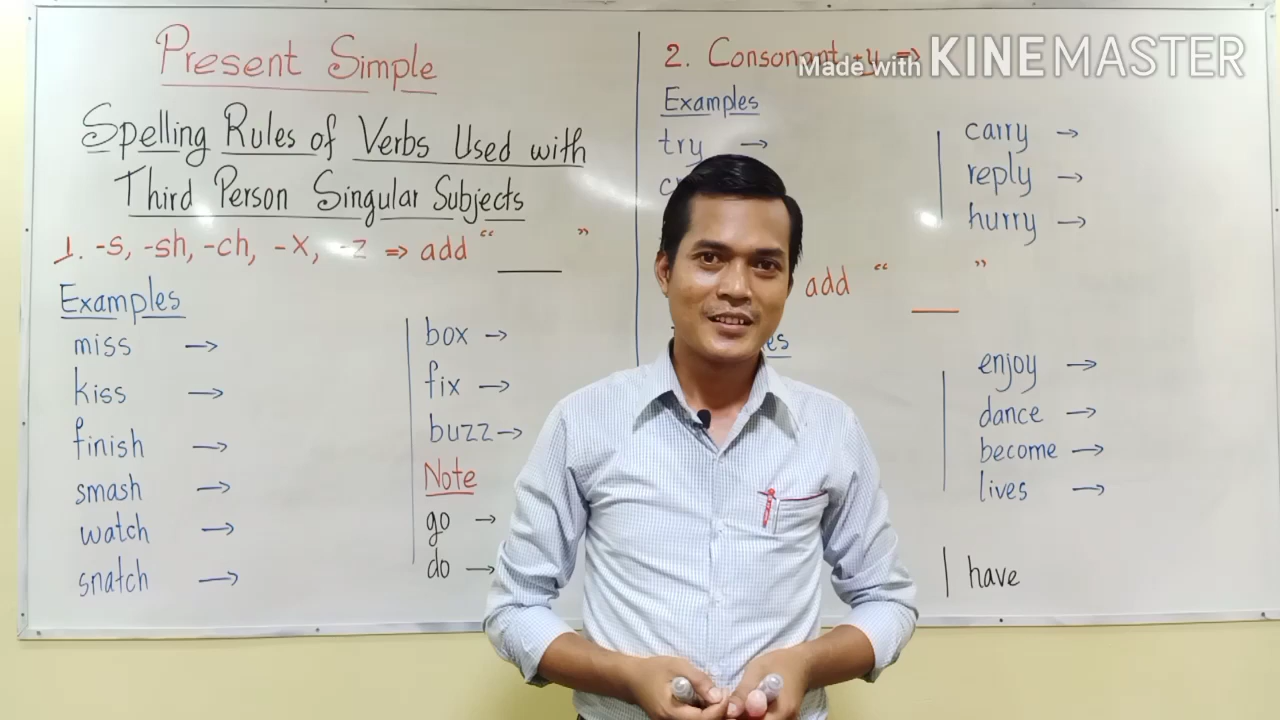 Present Simple
Spelling Rules of Verbs Used with
Third Person Singular Subjects
1. -s, -sh, -ch, -x, -z ⇒ add “ ___ ”
Examples
miss →
kiss →
finish →
smash →
watch →
snatch →
box →
fix →
buzz →
Note
go →
do →
2. Consonant +y ⇒
Made with KINEMASTER
Examples
try →
carry →
reply →
hurry →
add “ ___ ”
enjoy →
dance →
become →
lives →
have